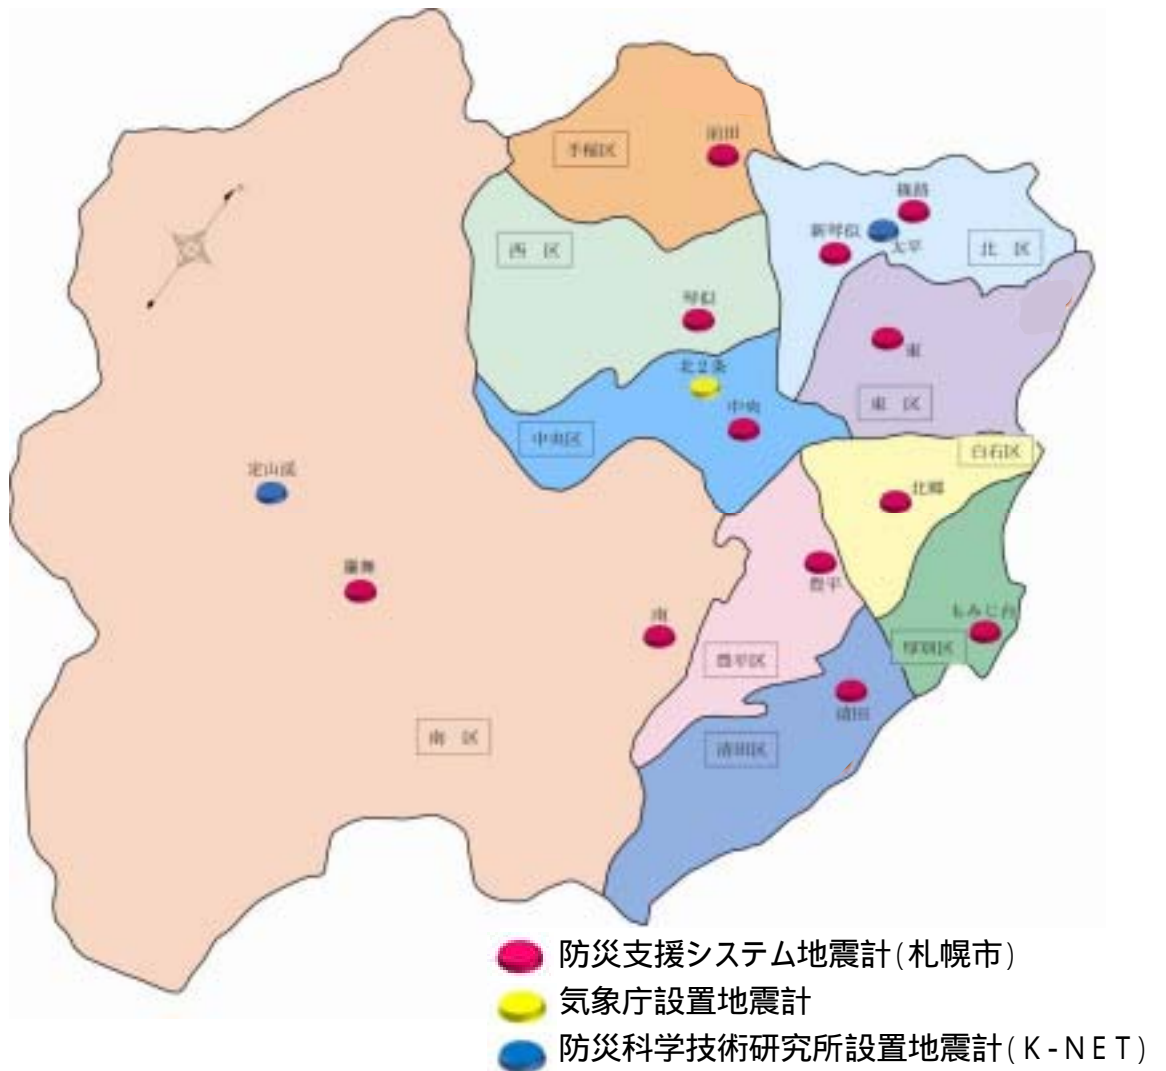 前田
手稲区
篠路
新琴似
太平
北 区
西 区
琴似
東
北2条
東 区
中央
中央区
白石区
定山渓
北郷
藤舞
豊平
南
もみじ台
厚別区
豊平区
清田
南 区
清田区
防災支援システム地震計(札幌市)
気象庁設置地震計
防災科学技術研究所設置地震計(K-NET)